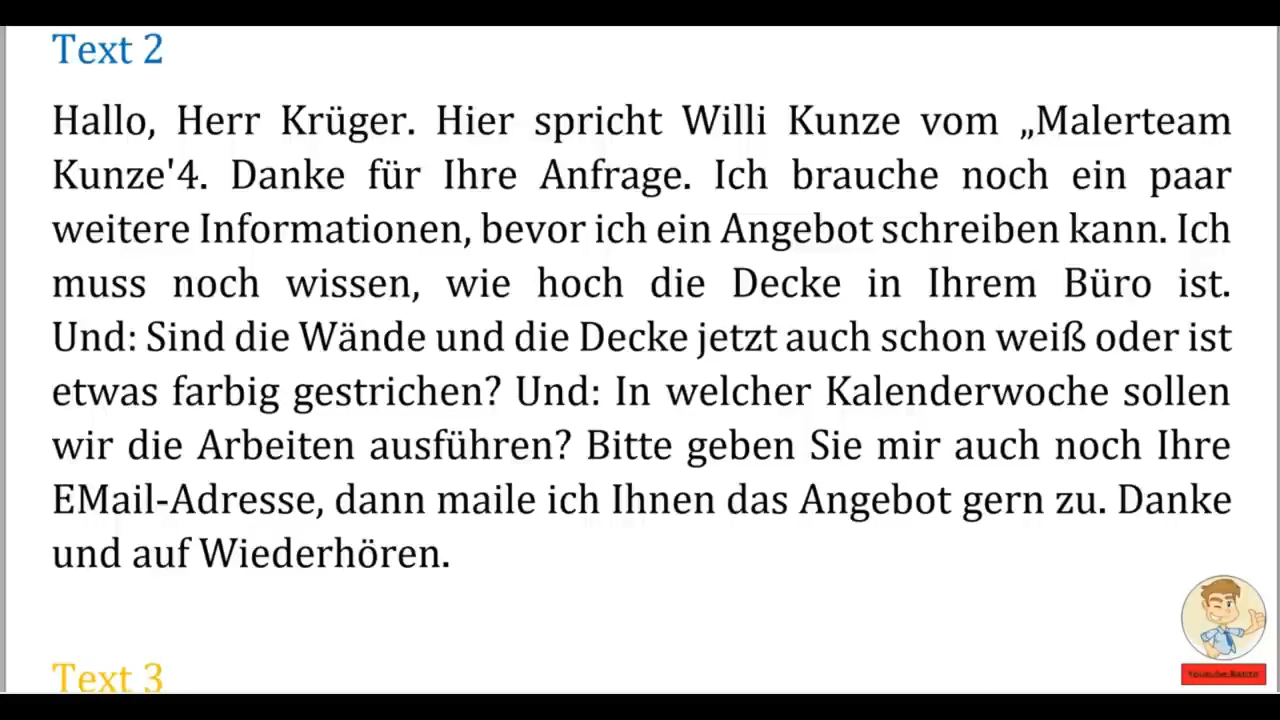 Text 2
Hallo, Herr Krüger. Hier spricht Willi Kunze vom „Malerteam
Kunze'4. Danke für Ihre Anfrage. Ich brauche noch ein paar
weitere Informationen, bevor ich ein Angebot schreiben kann. Ich
muss noch wissen, wie hoch die Decke in Ihrem Büro ist.
Und: Sind die Wände und die Decke jetzt auch schon weiß oder ist
etwas farbig gestrichen? Und: In welcher Kalenderwoche sollen
wir die Arbeiten ausführen? Bitte geben Sie mir auch noch Ihre
EMail-Adresse, dann maile ich Ihnen das Angebot gern zu. Danke
und auf Wiederhören.
Text 3